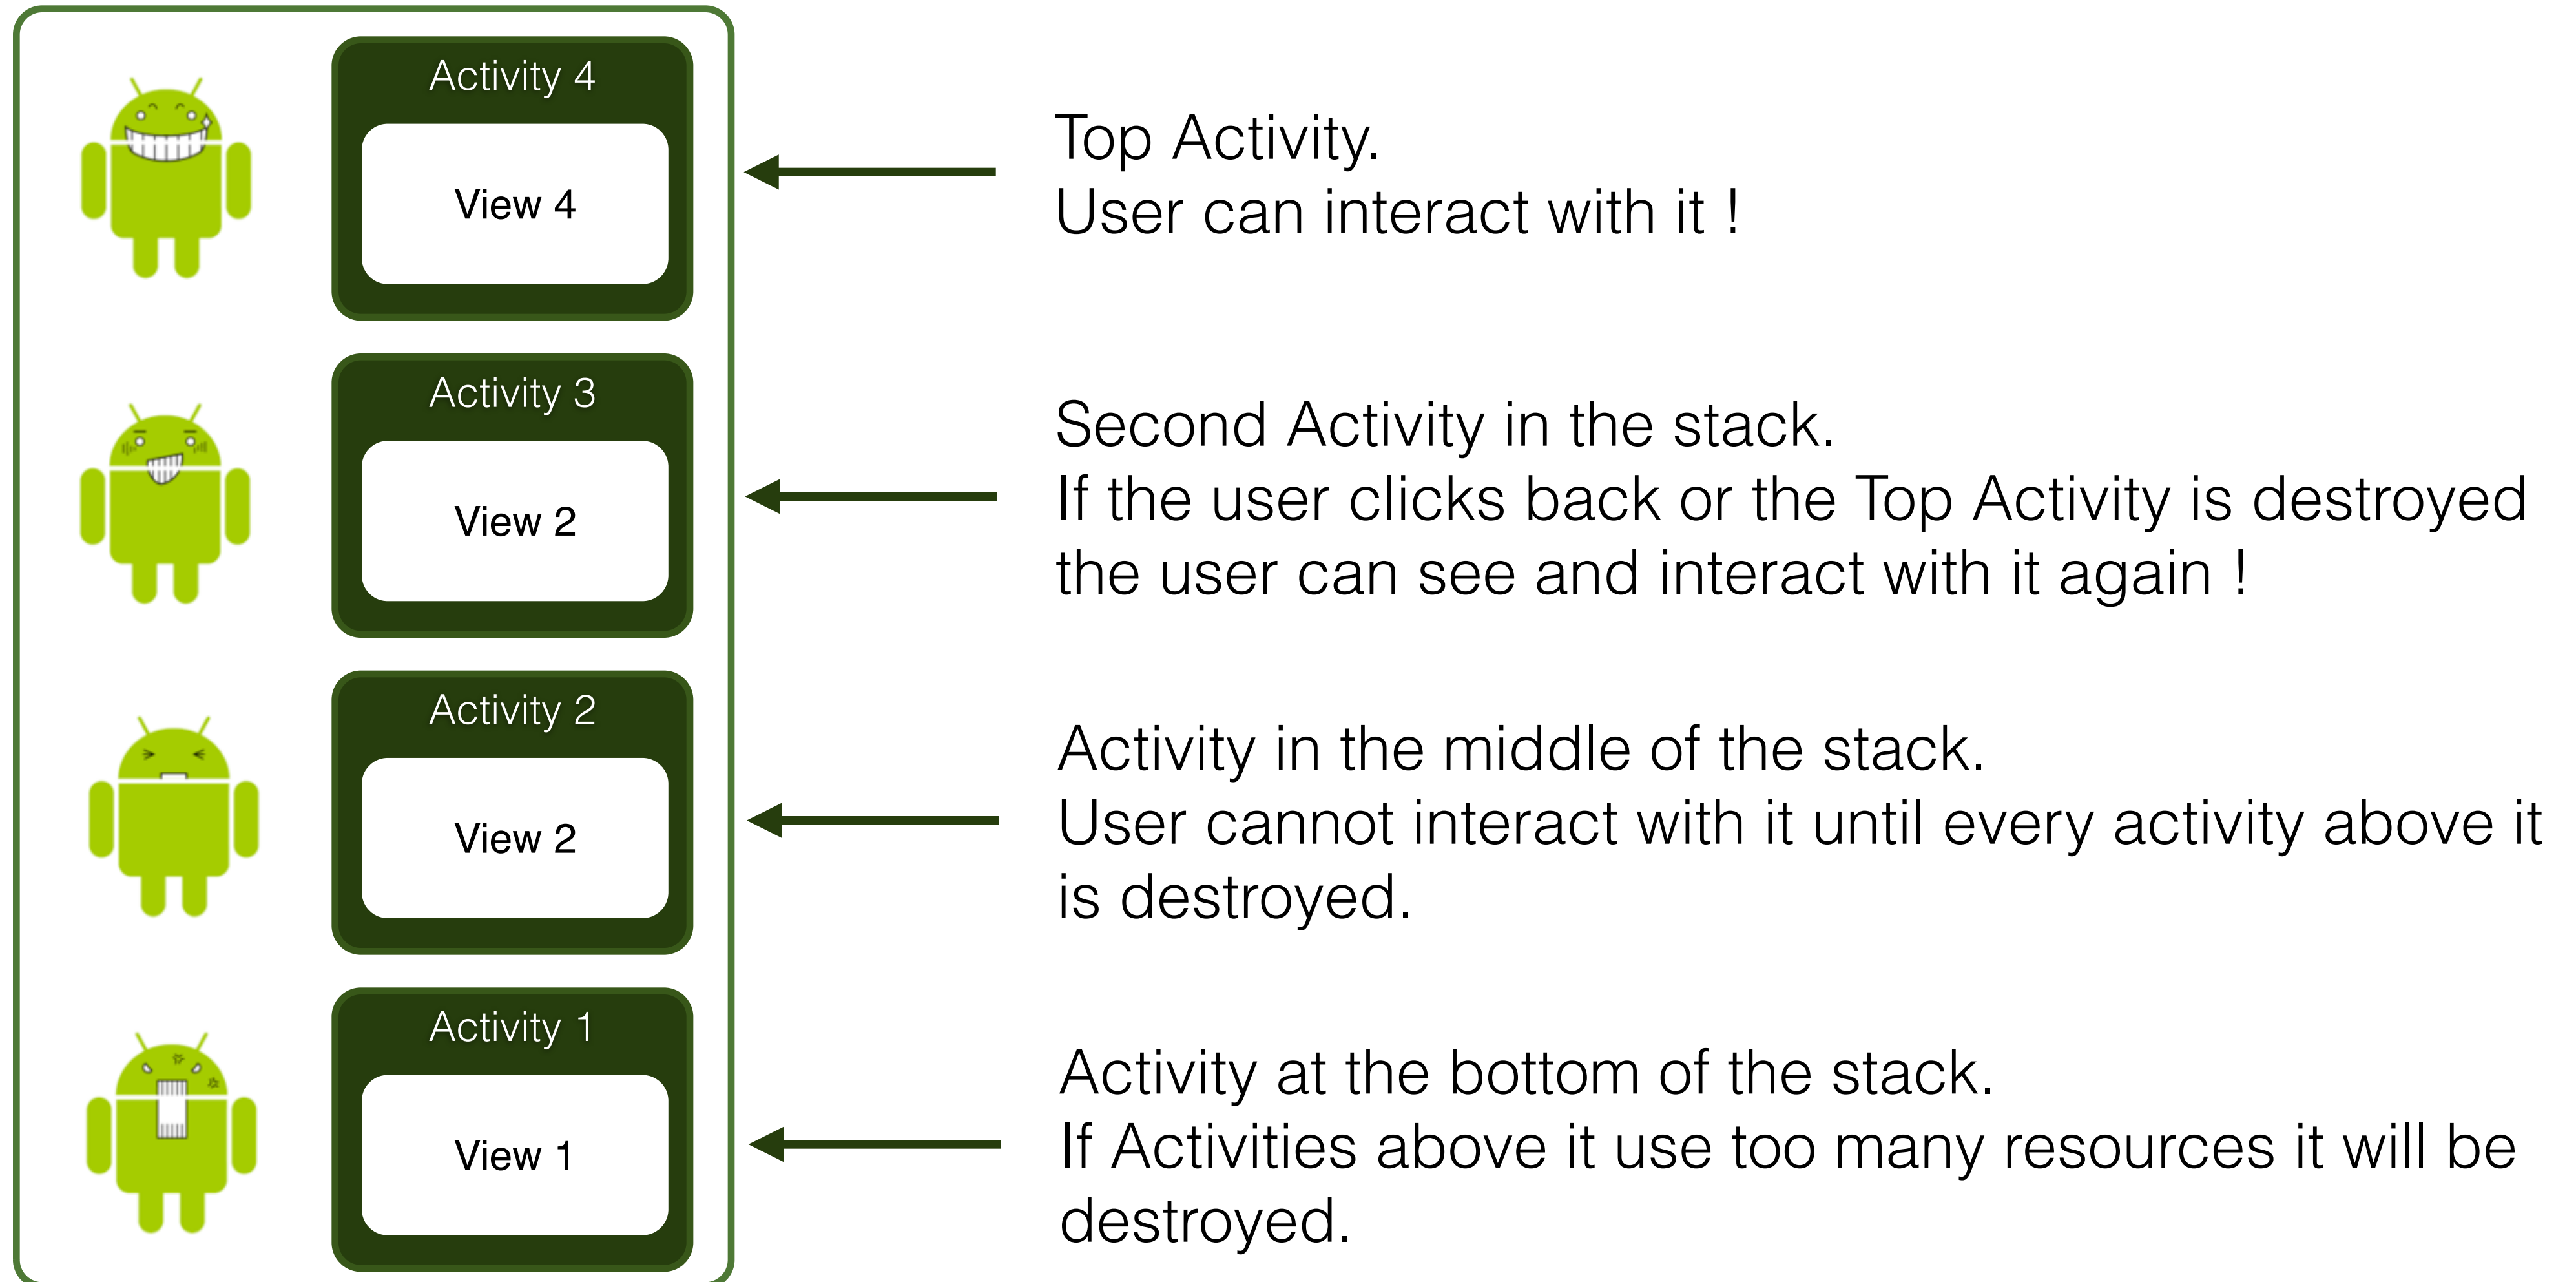 Activity 4
View 4
Top Activity.
User can interact with it !
Activity 3
View 2
Second Activity in the stack.
If the user clicks back or the Top Activity is destroyed
the user can see and interact with it again !
Activity 2
View 2
Activity in the middle of the stack.
User cannot interact with it until every activity above it
is destroyed.
Activity 1
View 1
Activity at the bottom of the stack.
If Activities above it use too many resources it will be
destroyed.